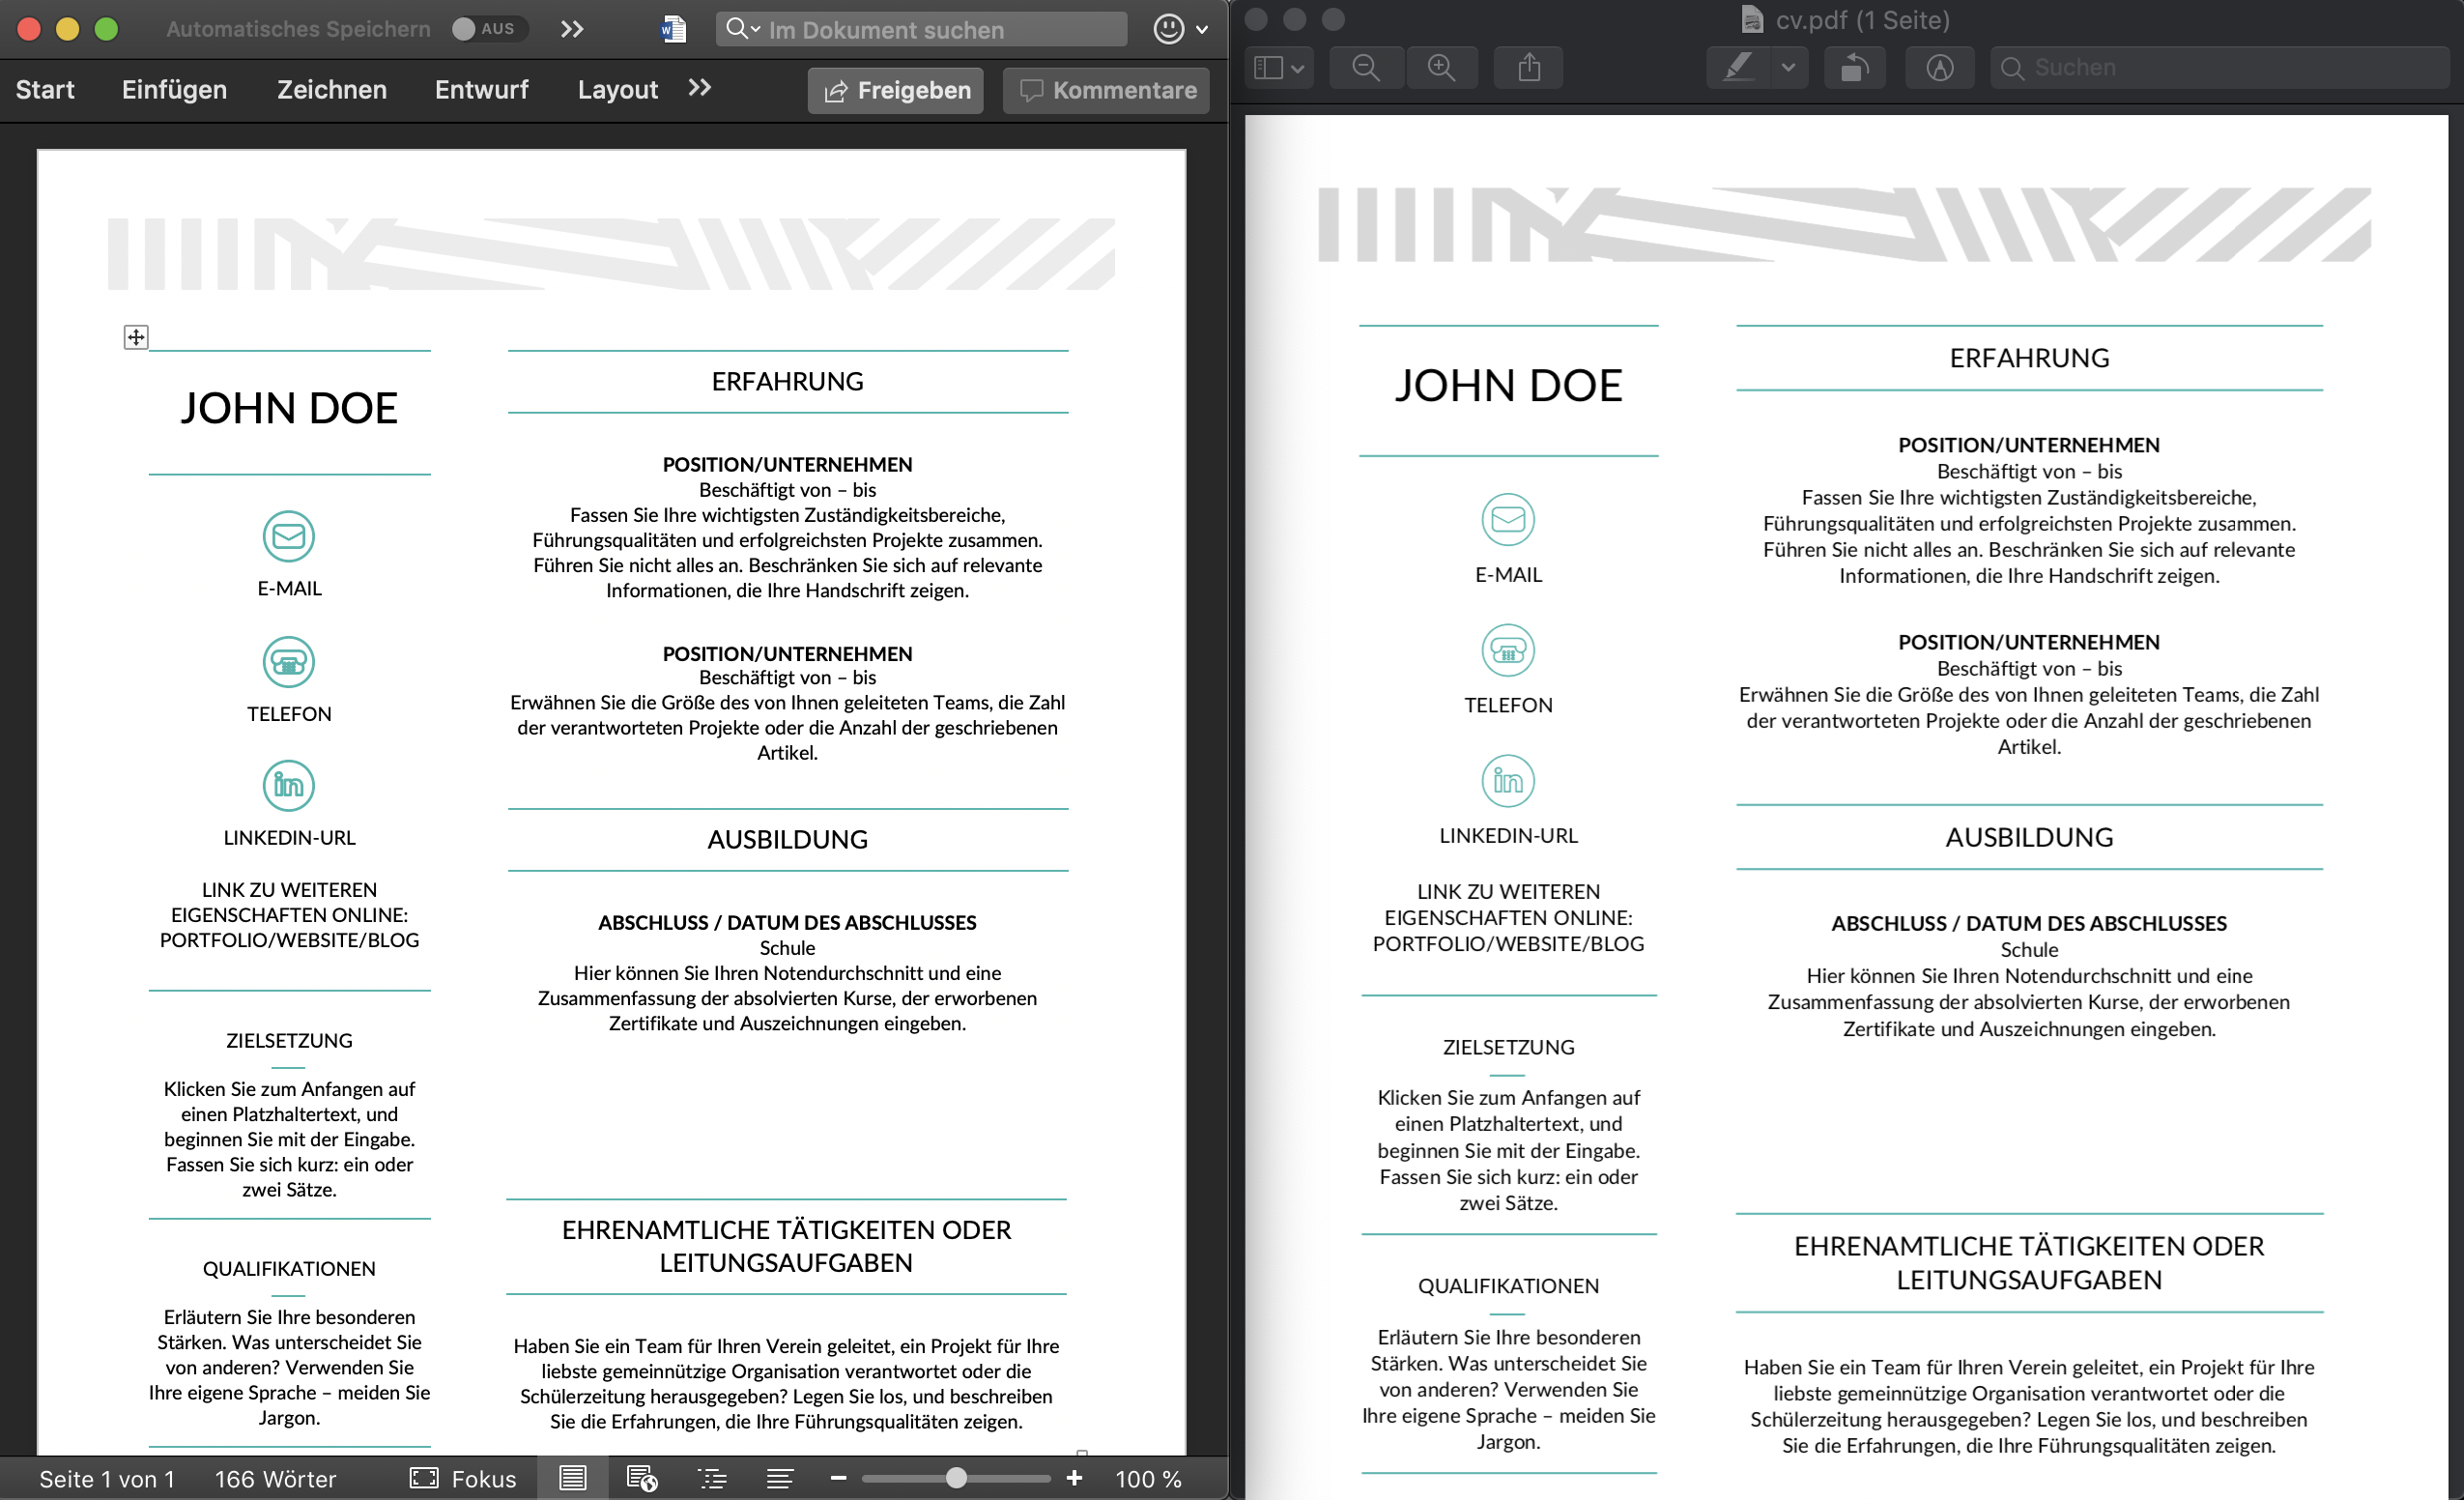 Automatisches Speichern AUS
Im Dokument suchen
Start Einfügen Zeichnen Entwurf Layout Freigeben Kommentare
JOHN DOE
E-MAIL
TELEFON
LINKEDIN-URL
LINK ZU WEITEREN
EIGENSCHAFTEN ONLINE:
PORTFOLIO/WEBSITE/BLOG
ZIELSETZUNG
Klicken Sie zum Anfangen auf
einen Platzhaltertext, und
beginnen Sie mit der Eingabe.
Fassen Sie sich kurz: ein oder
zwei Sätze.
QUALIFIKATIONEN
Erläutern Sie Ihre besonderen
Stärken. Was unterscheidet Sie
von anderen? Verwenden Sie
Ihre eigene Sprache – meiden Sie
Jargon.
ERFAHRUNG
POSITION/UNTERNEHMEN
Beschäftigt von – bis
Fassen Sie Ihre wichtigsten Zuständigkeitsbereiche,
Führungsqualitäten und erfolgreichsten Projekte zusammen.
Führen Sie nicht alles an. Beschränken Sie sich auf relevante
Informationen, die Ihre Handschrift zeigen.
POSITION/UNTERNEHMEN
Beschäftigt von – bis
Erwähnen Sie die Größe des von Ihnen geleiteten Teams, die Zahl
der verantworteten Projekte oder die Anzahl der geschriebenen
Artikel.
AUSBILDUNG
ABSCHLUSS / DATUM DES ABSCHLUSSES
Schule
Hier können Sie Ihren Notendurchschnitt und eine
Zusammenfassung der absolvierten Kurse, der erworbenen
Zertifikate und Auszeichnungen eingeben.
EHRENAMTLICHE TÄTIGKEITEN ODER
LEITUNGSAUFGABEN
Haben Sie ein Team für Ihren Verein geleitet, ein Projekt für Ihre
liebste gemeinnützige Organisation verantwortet oder die
Schülerzeitung herausgegeben? Legen Sie los, und beschreiben
Sie die Erfahrungen, die Ihre Führungsqualitäten zeigen.
Seite 1 von 1 166 Wörter Fokus 100 %
cv.pdf (1 Seite)
Suchen
JOHN DOE
E-MAIL
TELEFON
in
LINKEDIN-URL
LINK ZU WEITEREN
EIGENSCHAFTEN ONLINE:
PORTFOLIO/WEBSITE/BLOG
ZIELSETZUNG
Klicken Sie zum Anfangen auf
einen Platzhaltertext, und
beginnen Sie mit der Eingabe.
Fassen Sie sich kurz: ein oder
zwei Sätze.
QUALIFIKATIONEN
Erläutern Sie Ihre besonderen
Stärken. Was unterscheidet Sie
von anderen? Verwenden Sie
Ihre eigene Sprache – meiden Sie
Jargon.
ERFAHRUNG
POSITION/UNTERNEHMEN
Beschäftigt von – bis
Fassen Sie Ihre wichtigsten Zuständigkeitsbereiche,
Führungsqualitäten und erfolgreichsten Projekte zusammen.
Führen Sie nicht alles an. Beschränken Sie sich auf relevante
Informationen, die Ihre Handschrift zeigen.
POSITION/UNTERNEHMEN
Beschäftigt von – bis
Erwähnen Sie die Größe des von Ihnen geleiteten Teams, die Zahl
der verantworteten Projekte oder die Anzahl der geschriebenen
Artikel.
AUSBILDUNG
ABSCHLUSS / DATUM DES ABSCHLUSSES
Schule
Hier können Sie Ihren Notendurchschnitt und eine
Zusammenfassung der absolvierten Kurse, der erworbenen
Zertifikate und Auszeichnungen eingeben.
EHRENAMTLICHE TÄTIGKEITEN ODER
LEITUNGSAUFGABEN
Haben Sie ein Team für Ihren Verein geleitet, ein Projekt für Ihre
liebste gemeinnützige Organisation verantwortet oder die
Schülerzeitung herausgegeben? Legen Sie los, und beschreiben
Sie die Erfahrungen, die Ihre Führungsqualitäten zeigen.